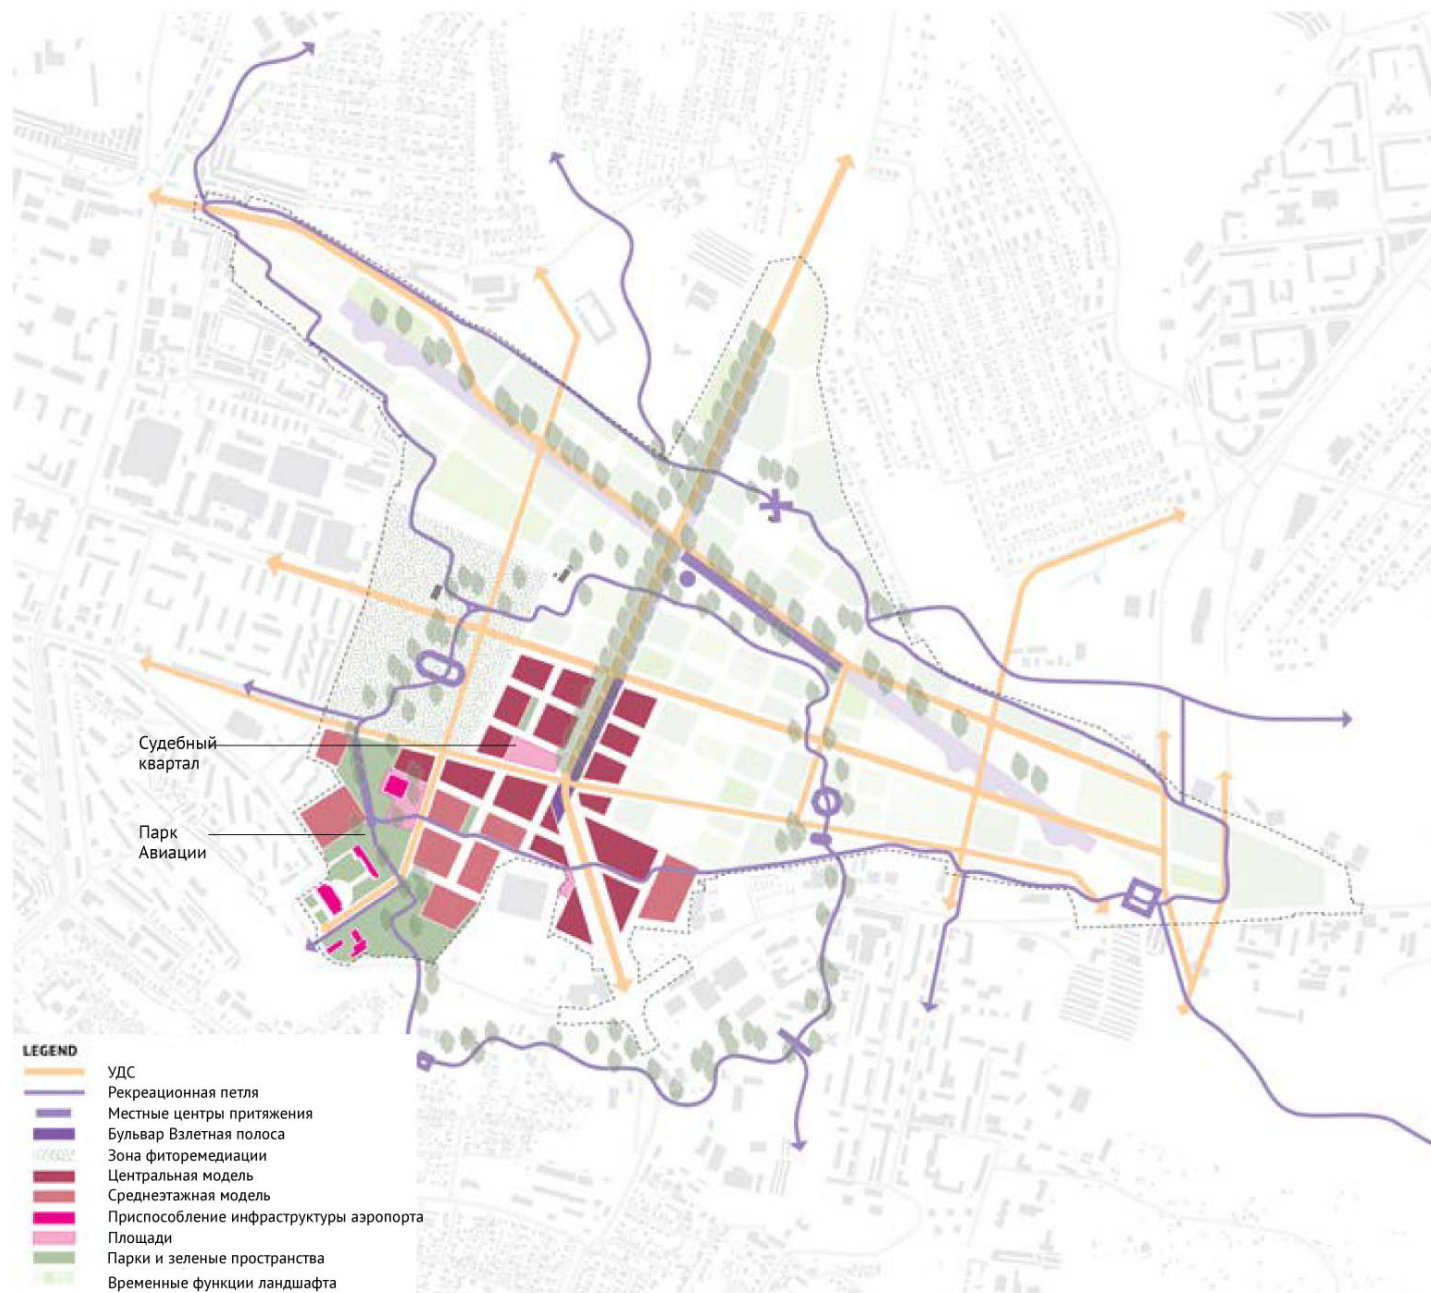 Судебный
квартал
Парк
Авиации
LEGEND
УДС
Рекреационная петля
Местные центры притяжения
Бульвар Взлетная полоса
Зона фиторемедиации
Центральная модель
Среднеэтажная модель
Приспособление инфраструктуры аэропорта
Площади
Парки и зеленые пространства
Временные функции ландшафта